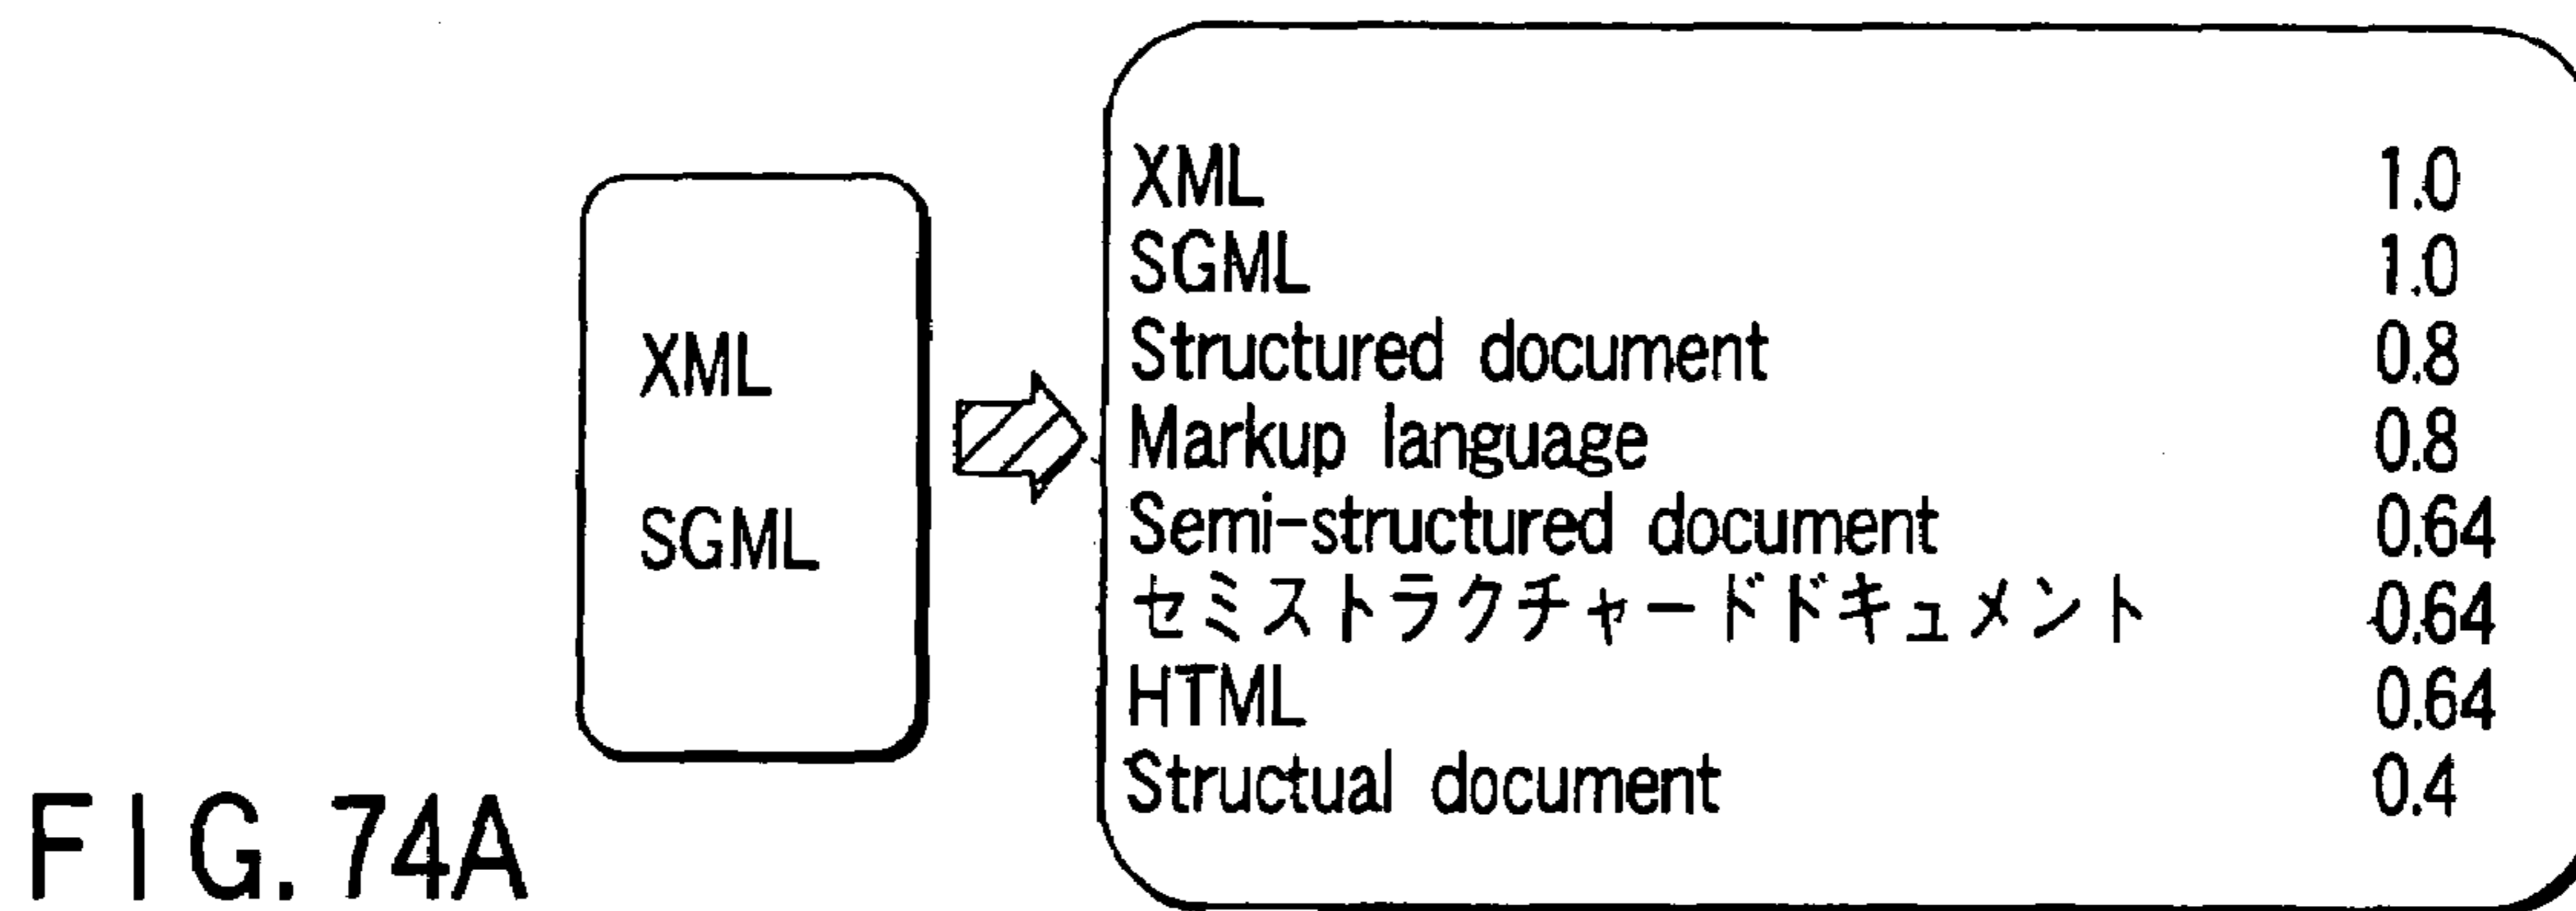 XML
SGML
XML 1.0
SGML 1.0
Structured document 0.8
Markup language 0.8
Semi-structured document 0.64
セミストラクチャードドキュメント 0.64
HTML 0.64
Structual document 0.4
FIG. 74A